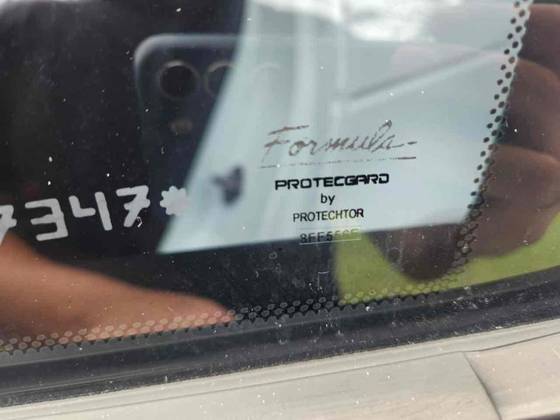 7347*
Formula
PROTECGARD
by
PROTECHTOR